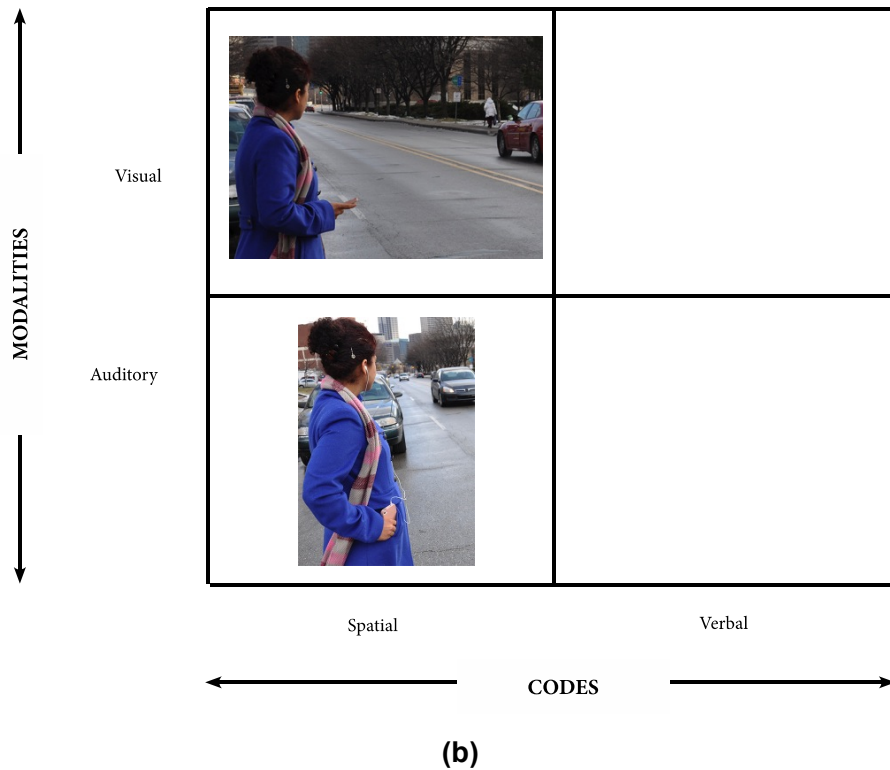 Visual
MODALITIES
Auditory
Spatial
Verbal
CODES
(b)